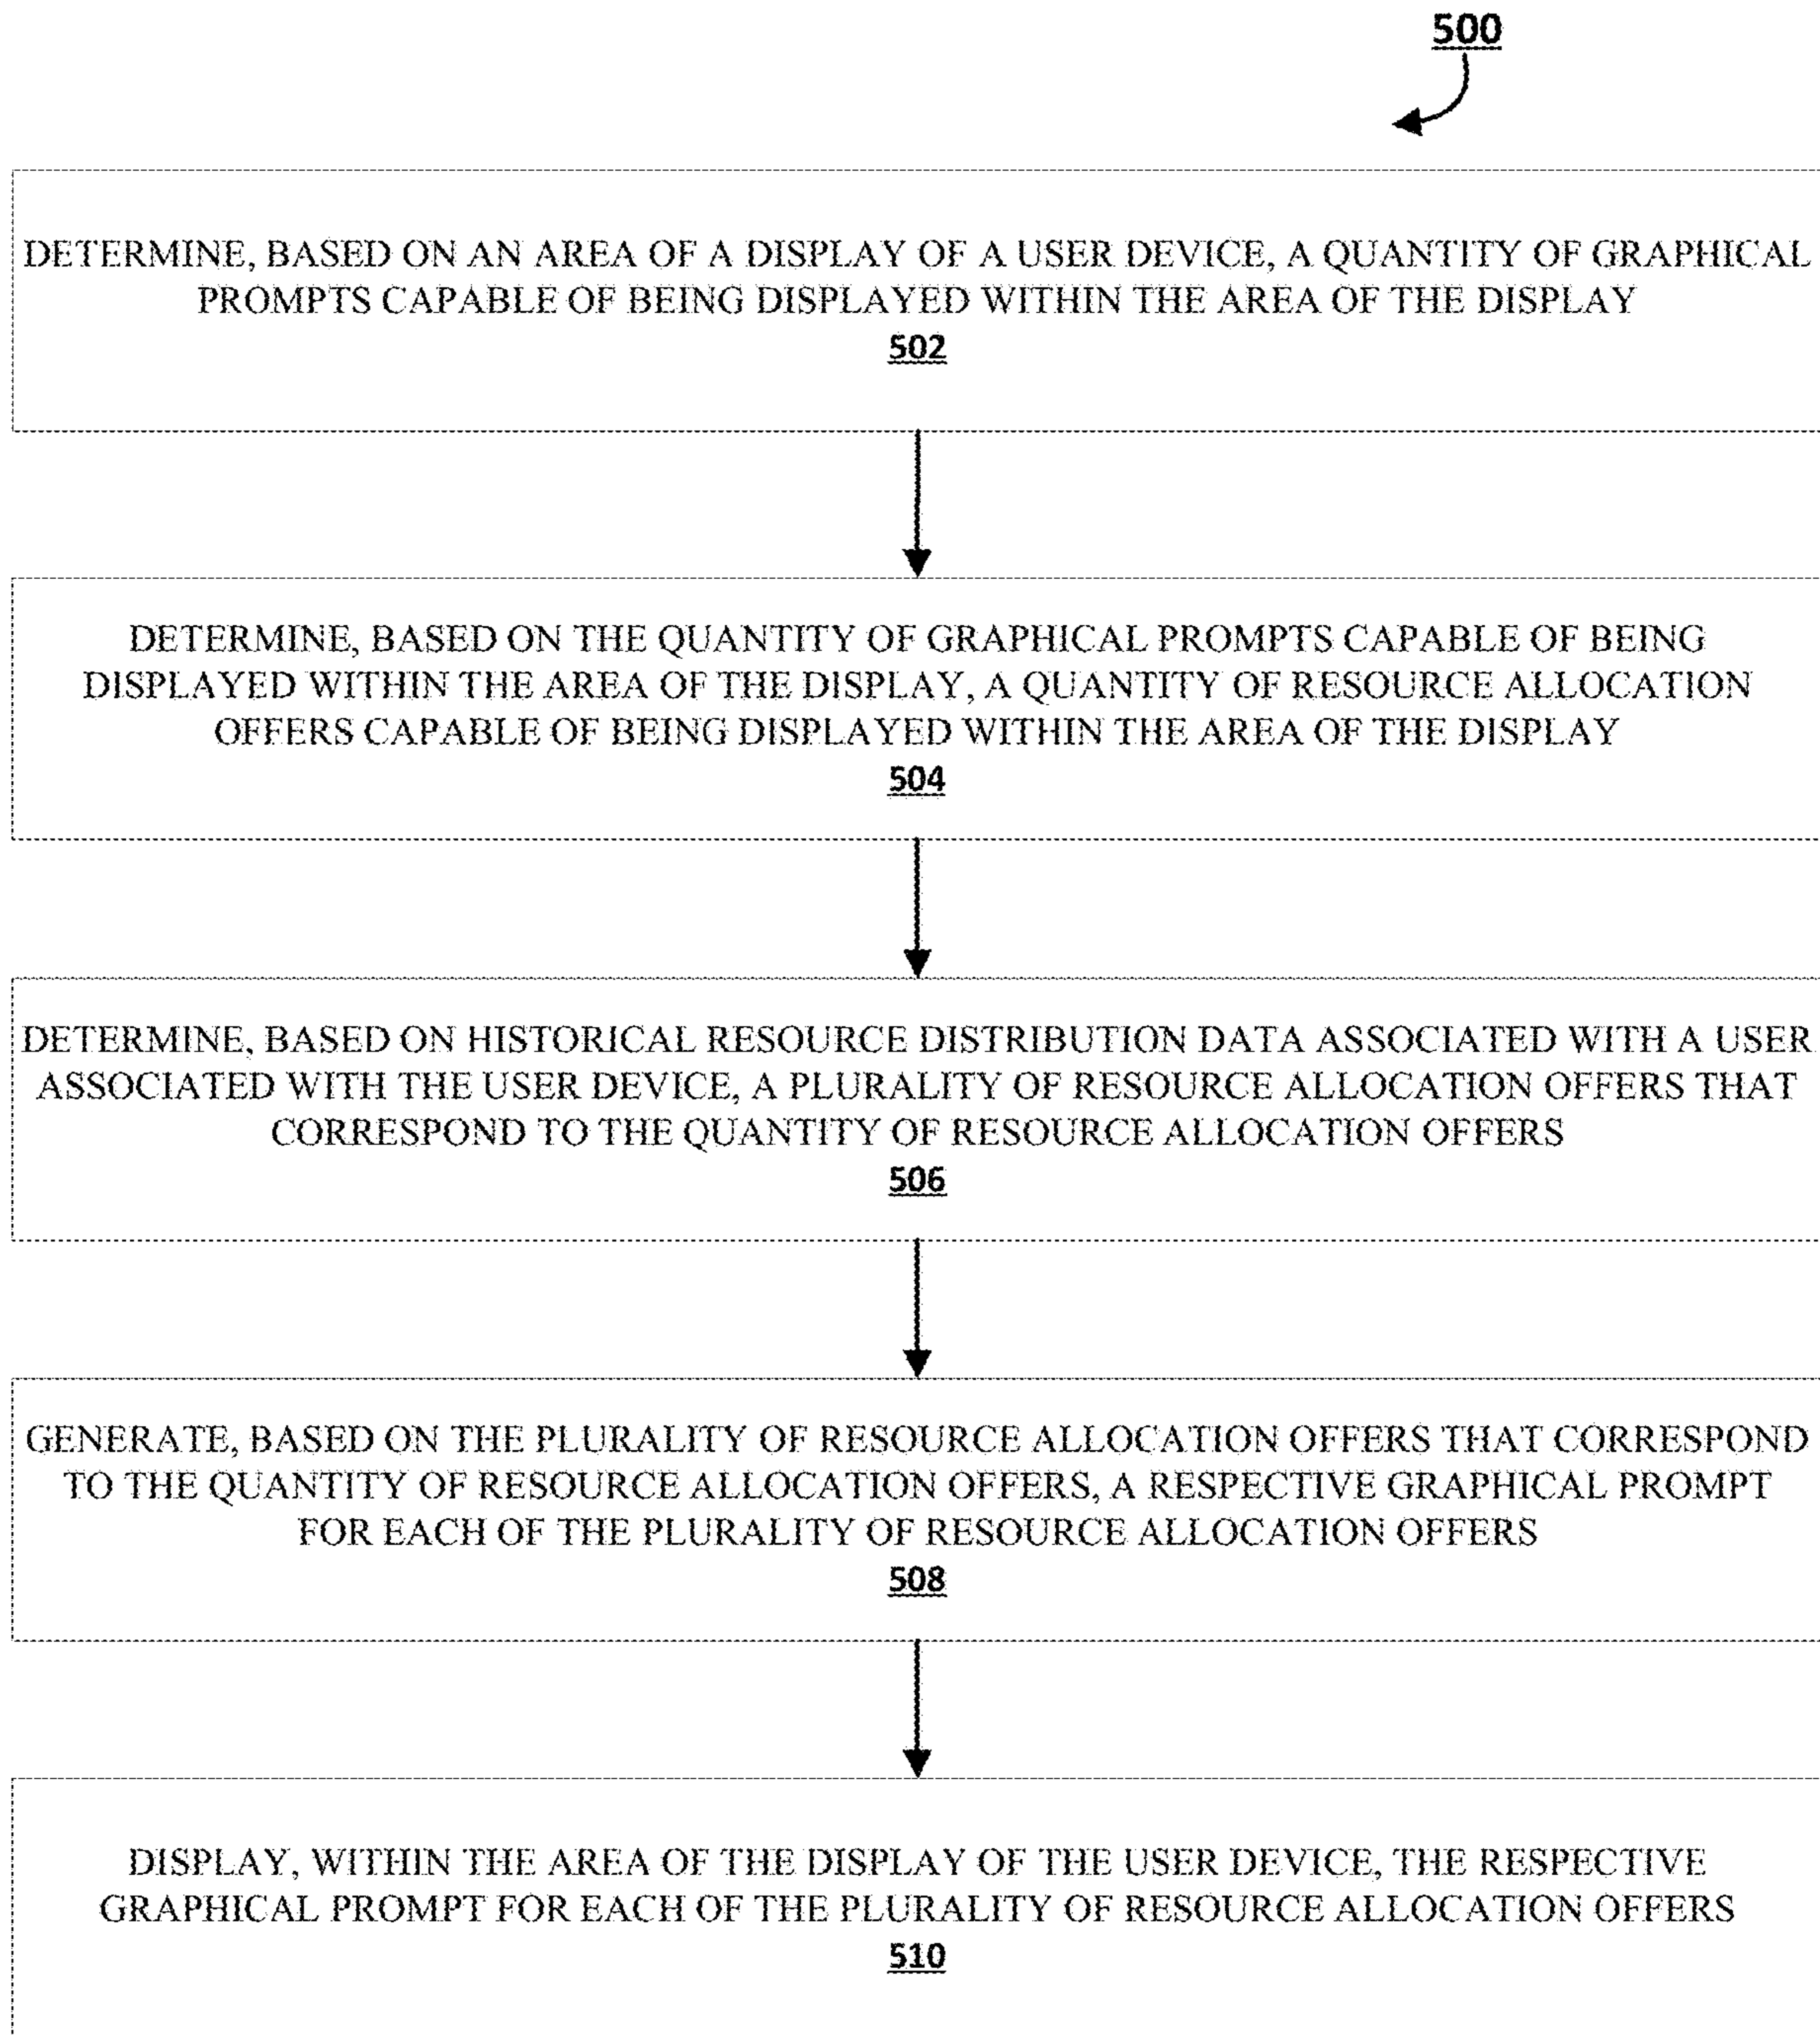 500
DETERMINE, BASED ON AN AREA OF A DISPLAY OF A USER DEVICE, A QUANTITY OF GRAPHICAL
PROMPTS CAPABLE OF BEING DISPLAYED WITHIN THE AREA OF THE DISPLAY
502
DETERMINE, BASED ON THE QUANTITY OF GRAPHICAL PROMPTS CAPABLE OF BEING
DISPLAYED WITHIN THE AREA OF THE DISPLAY, A QUANTITY OF RESOURCE ALLOCATION
OFFERS CAPABLE OF BEING DISPLAYED WITHIN THE AREA OF THE DISPLAY
504
DETERMINE, BASED ON HISTORICAL RESOURCE DISTRIBUTION DATA ASSOCIATED WITH A USER
ASSOCIATED WITH THE USER DEVICE, A PLURALITY OF RESOURCE ALLOCATION OFFERS THAT
CORRESPOND TO THE QUANTITY OF RESOURCE ALLOCATION OFFERS
506
GENERATE, BASED ON THE PLURALITY OF RESOURCE ALLOCATION OFFERS THAT CORRESPOND
TO THE QUANTITY OF RESOURCE ALLOCATION OFFERS, A RESPECTIVE GRAPHICAL PROMPT
FOR EACH OF THE PLURALITY OF RESOURCE ALLOCATION OFFERS
508
DISPLAY, WITHIN THE AREA OF THE DISPLAY OF THE USER DEVICE, THE RESPECTIVE
GRAPHICAL PROMPT FOR EACH OF THE PLURALITY OF RESOURCE ALLOCATION OFFERS
510